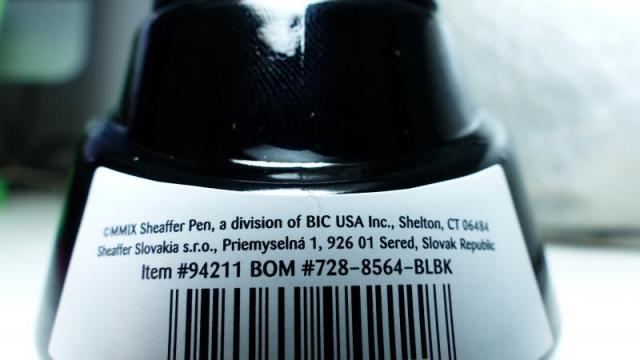 ©MMIX Sheaffer Pen, a division of BIC USA Inc., Shelton, CT 06484
Sheaffer Slovakia s.r.o., Priemyselná 1, 926 01 Sered, Slovak Republic
Item #94211 BOM #728-8564-BLBK